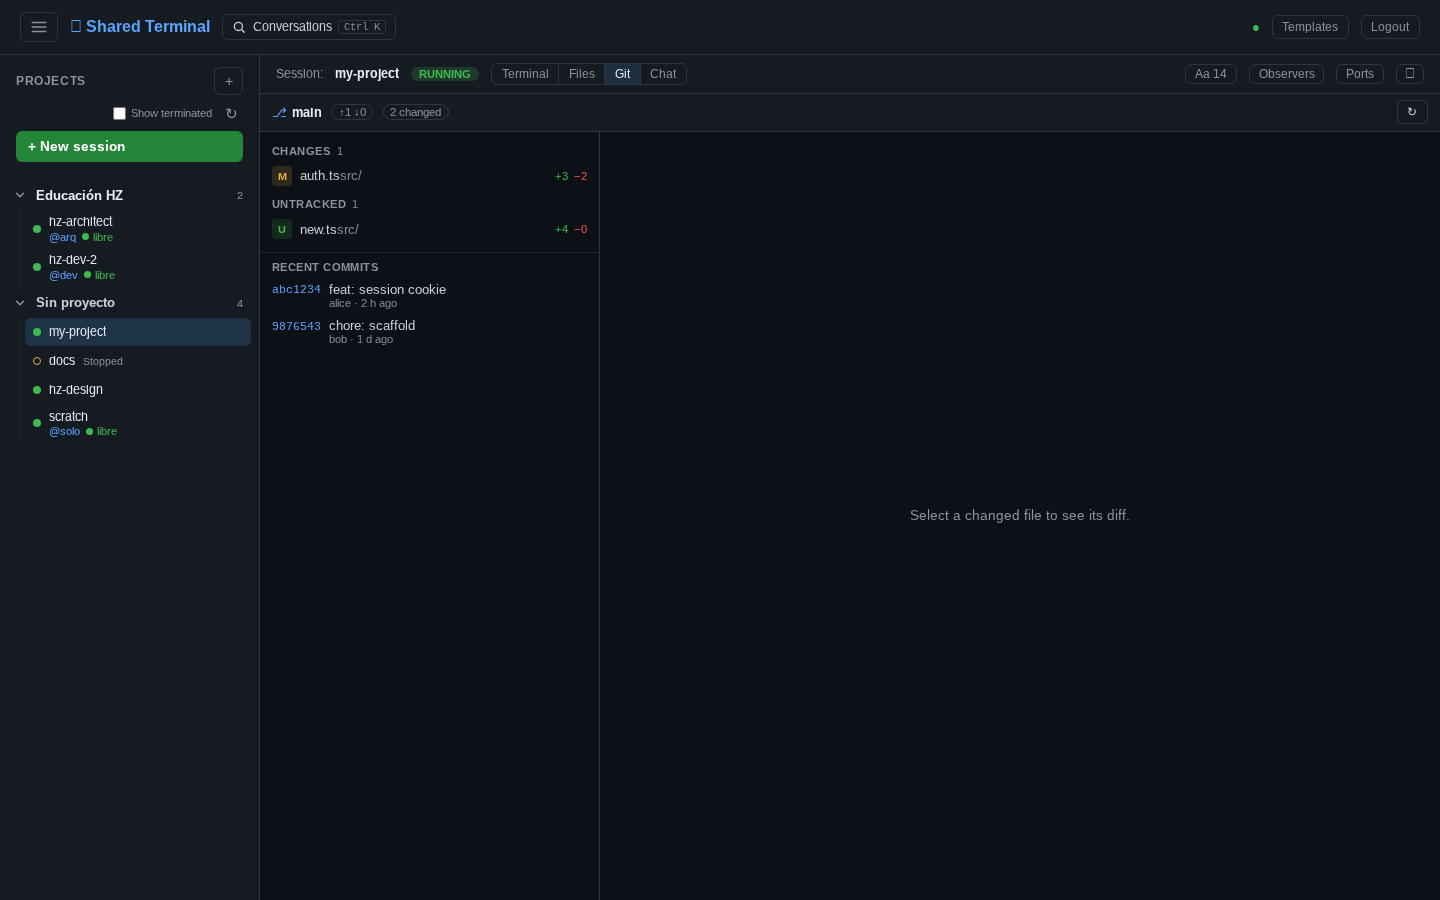 Shared Terminal
Conversations Ctrl K
● Templates Logout
PROJECTS +
Show terminated ↻
+ New session
Educación HZ 2
hz-architect
@arq libre
hz-dev-2
@dev libre
Sin proyecto 4
my-project
docs Stopped
hz-design
scratch
@solo libre
Session: my-project RUNNING Terminal Files Git Chat Aa 14 Observers Ports
⎇ main ↑1 ↓0 2 changed ↻
CHANGES 1
M auth.tssrc/ +3 −2
UNTRACKED 1
U new.tssrc/ +4 −0
RECENT COMMITS
abc1234 feat: session cookie
alice · 2 h ago
9876543 chore: scaffold
bob · 1 d ago
Select a changed file to see its diff.